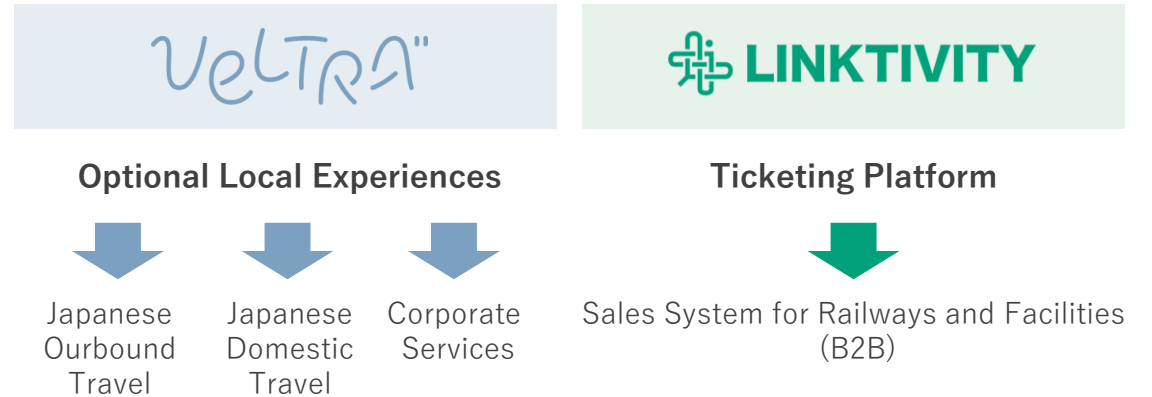 VELTRA
LINKTIVITY
Optional Local Experiences
Ticketing Platform
Japanese
Ourbound
Travel
Japanese
Domestic
Travel
Corporate
Services
Sales System for Railways and Facilities
(B2B)